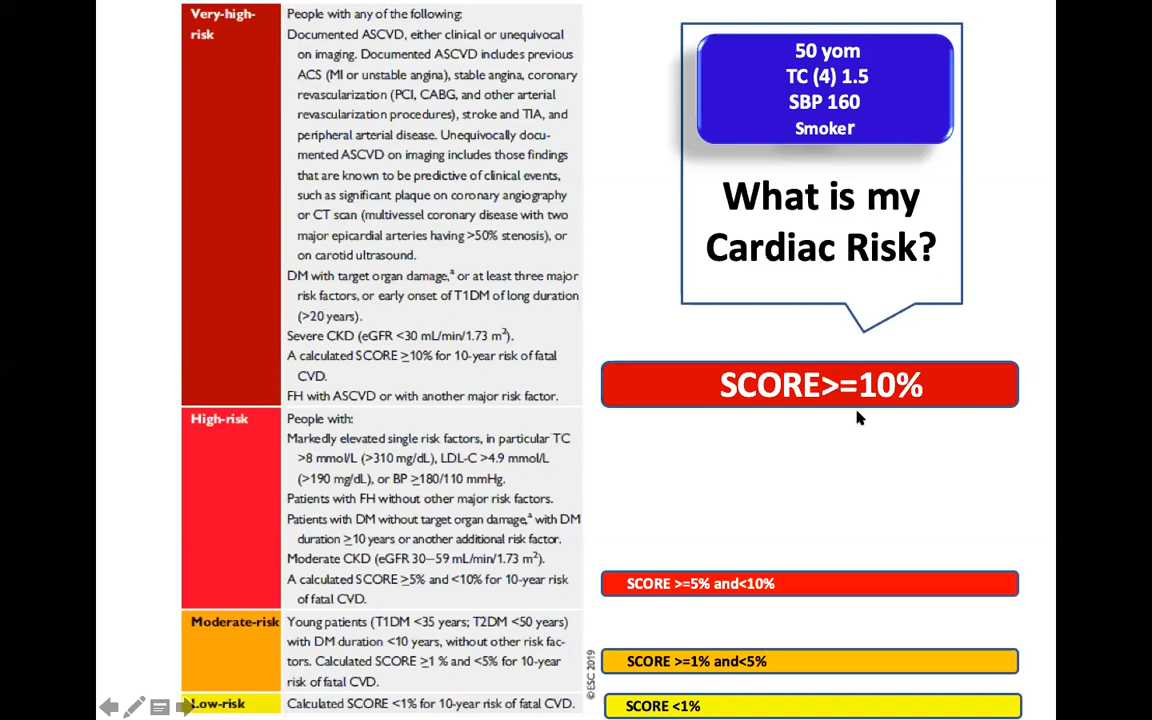 Very-high-
risk
People with any of the following:
Documented ASCVD, either clinical or unequivocal
on imaging. Documented ASCVD includes previous
ACS (MI or unstable angina), stable angina, coronary
revascularization (PCI, CABG, and other arterial
revascularization procedures), stroke and TIA, and
peripheral arterial disease. Unequivocally docu-
mented ASCVD on imaging includes those findings
that are known to be predictive of clinical events,
such as significant plaque on coronary angiography
or CT scan (multivessel coronary disease with two
major epicardial arteries having >50% stenosis), or
on carotid ultrasound.
DM with target organ damage,ª or at least three major
risk factors, or early onset of T1DM of long duration
(>20 years).
Severe CKD (eGFR <30 mL/min/1.73 m²).
A calculated SCORE ≥10% for 10-year risk of fatal
CVD.
FH with ASCVD or with another major risk factor.
High-risk
People with:
Markedly elevated single risk factors, in particular TC
>8 mmol/L (>310 mg/dL), LDL-C >4.9 mmol/L
(>190 mg/dL), or BP ≥180/110 mmHg.
Patients with FH without other major risk factors.
Patients with DM without target organ damage,ª with DM
duration ≥10 years or another additional risk factor.
Moderate CKD (eGFR 30–59 mL/min/1.73 m²).
A calculated SCORE ≥5% and <10% for 10-year risk
of fatal CVD.
Moderate-risk
Young patients (T1DM <35 years; T2DM <50 years)
with DM duration <10 years, without other risk fac-
tors. Calculated SCORE ≥1 % and <5% for 10-year
risk of fatal CVD.
Low-risk
Calculated SCORE <1% for 10-year risk of fatal CVD.
©ESC 2019
50 yom
TC (4) 1.5
SBP 160
Smoker
What is my
Cardiac Risk?
SCORE>=10%
SCORE >=5% and<10%
SCORE >=1% and<5%
SCORE <1%